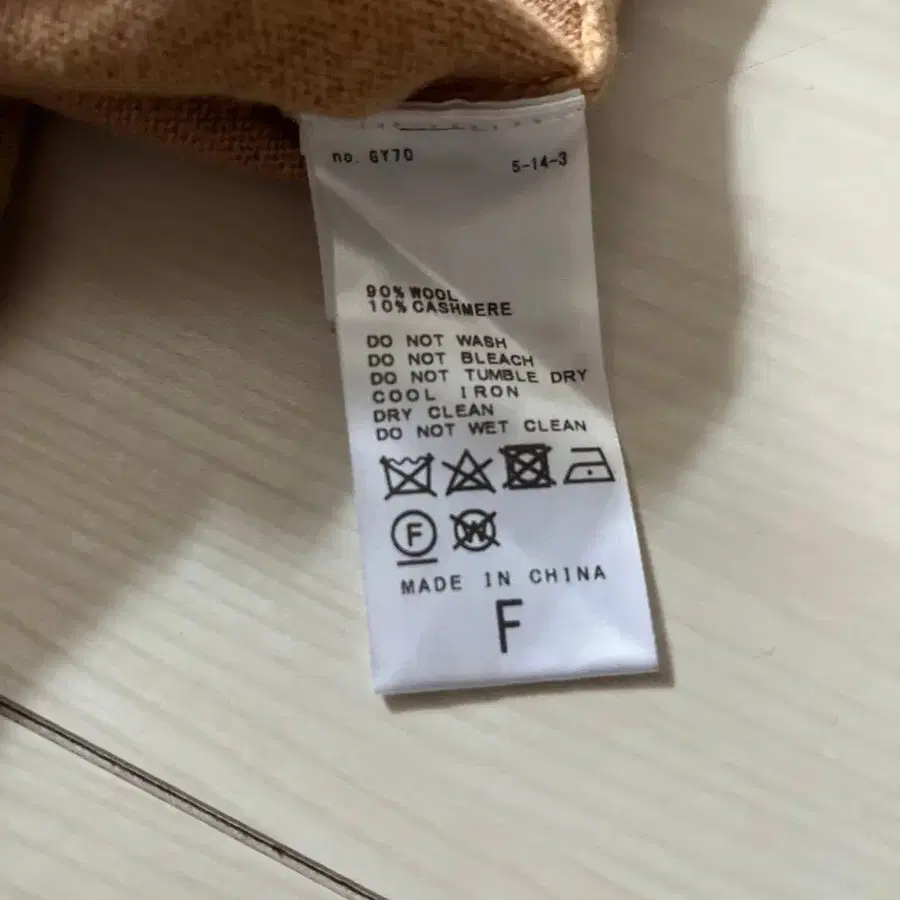 no. GY70
5-14-3
90% WOOL
10% CASHMERE
DO NOT WASH
DO NOT BLEACH
DO NOT TUMBLE DRY
COOL IRON
DRY CLEAN
DO NOT WET CLEAN
F W
MADE IN CHINA
F